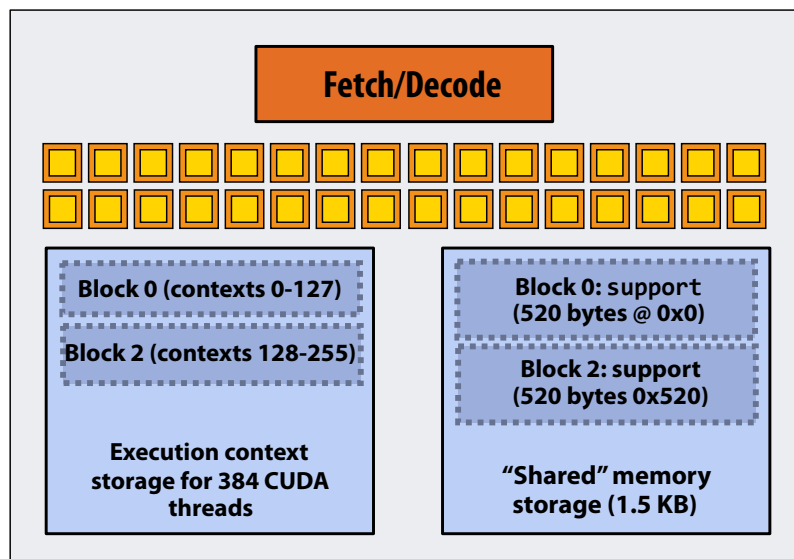 Fetch/Decode
Block 0 (contexts 0-127)
Block 2 (contexts 128-255)
Execution context
storage for 384 CUDA
threads
Block 0: support
(520 bytes @ 0x0)
Block 2: support
(520 bytes 0x520)
“Shared” memory
storage (1.5 KB)